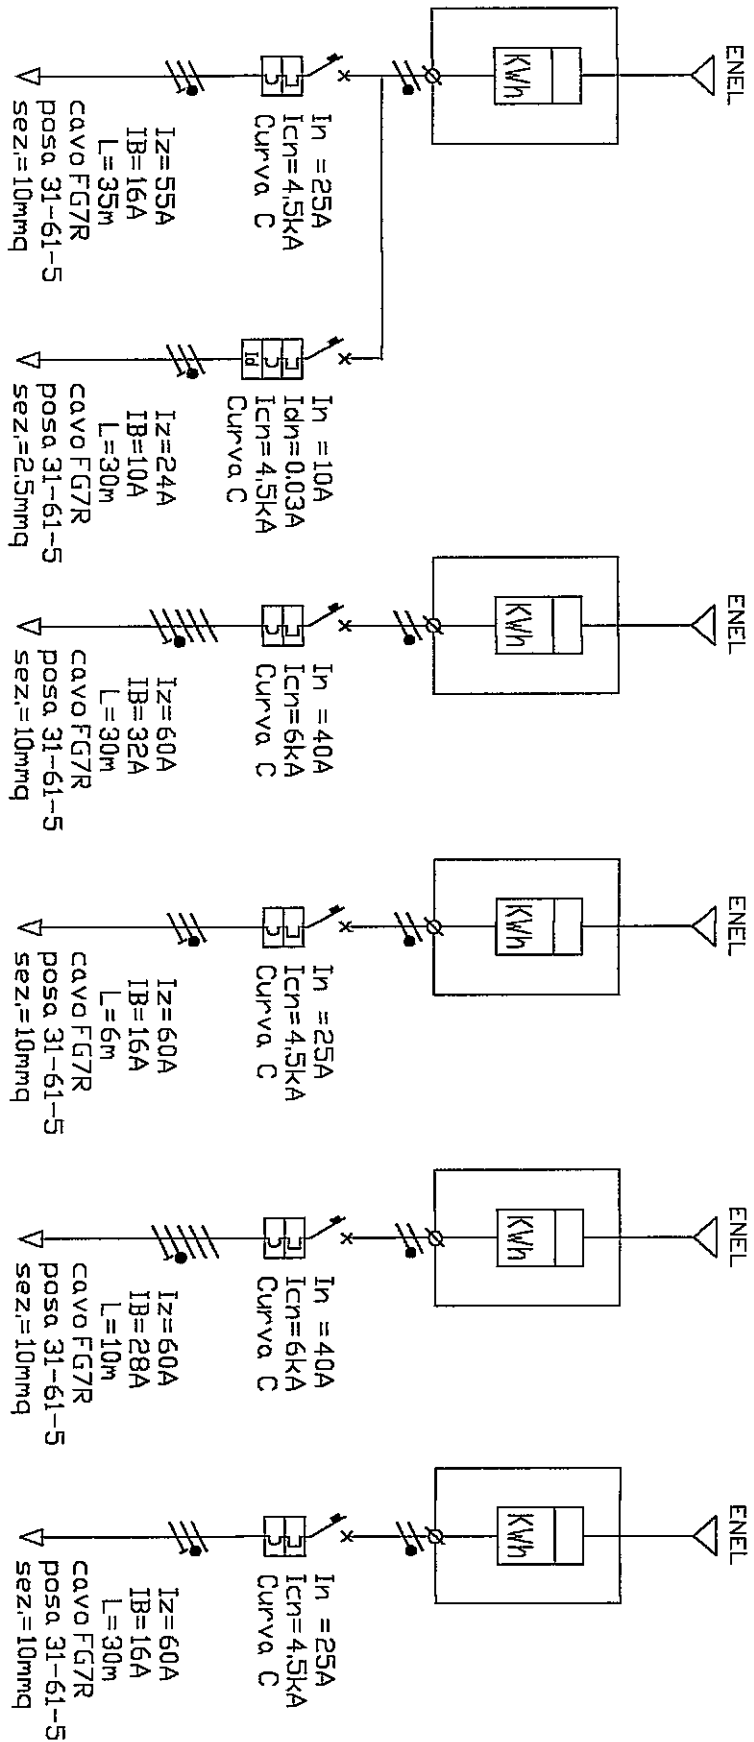 ENEL
KWh
In =25A
Icn=4,5kA
Curva C
Iz=55A
IB=16A
L=35m
cavo FG7R
posa 31-61-5
sez.=10mmq
In =10A
Idn=0.03A
Icn=4,5kA
Curva C
Id
Iz=24A
IB=10A
L=30m
cavo FG7R
posa 31-61-5
sez.=2.5mmq
ENEL
KWh
In =40A
Icn=6kA
Curva C
Iz=60A
IB=32A
L=30m
cavo FG7R
posa 31-61-5
sez.=10mmq
ENEL
KWh
In =25A
Icn=4,5kA
Curva C
Iz=60A
IB=16A
L=6m
cavo FG7R
posa 31-61-5
sez.=10mmq
ENEL
KWh
In =40A
Icn=6kA
Curva C
Iz=60A
IB=28A
L=10m
cavo FG7R
posa 31-61-5
sez.=10mmq
ENEL
KWh
In =25A
Icn=4,5kA
Curva C
Iz=60A
IB=16A
L=30m
cavo FG7R
posa 31-61-5
sez.=10mmq